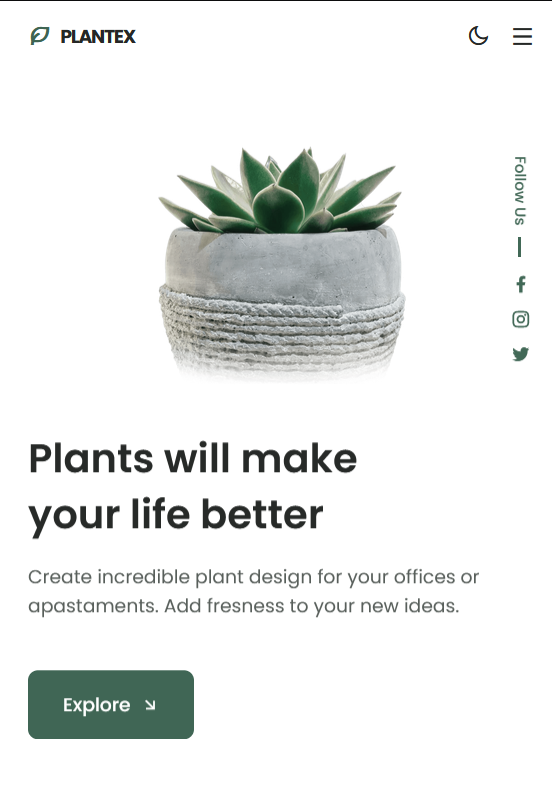 PLANTEX
Follow Us
Plants will make
your life better
Create incredible plant design for your offices or
apastaments. Add fresness to your new ideas.
Explore